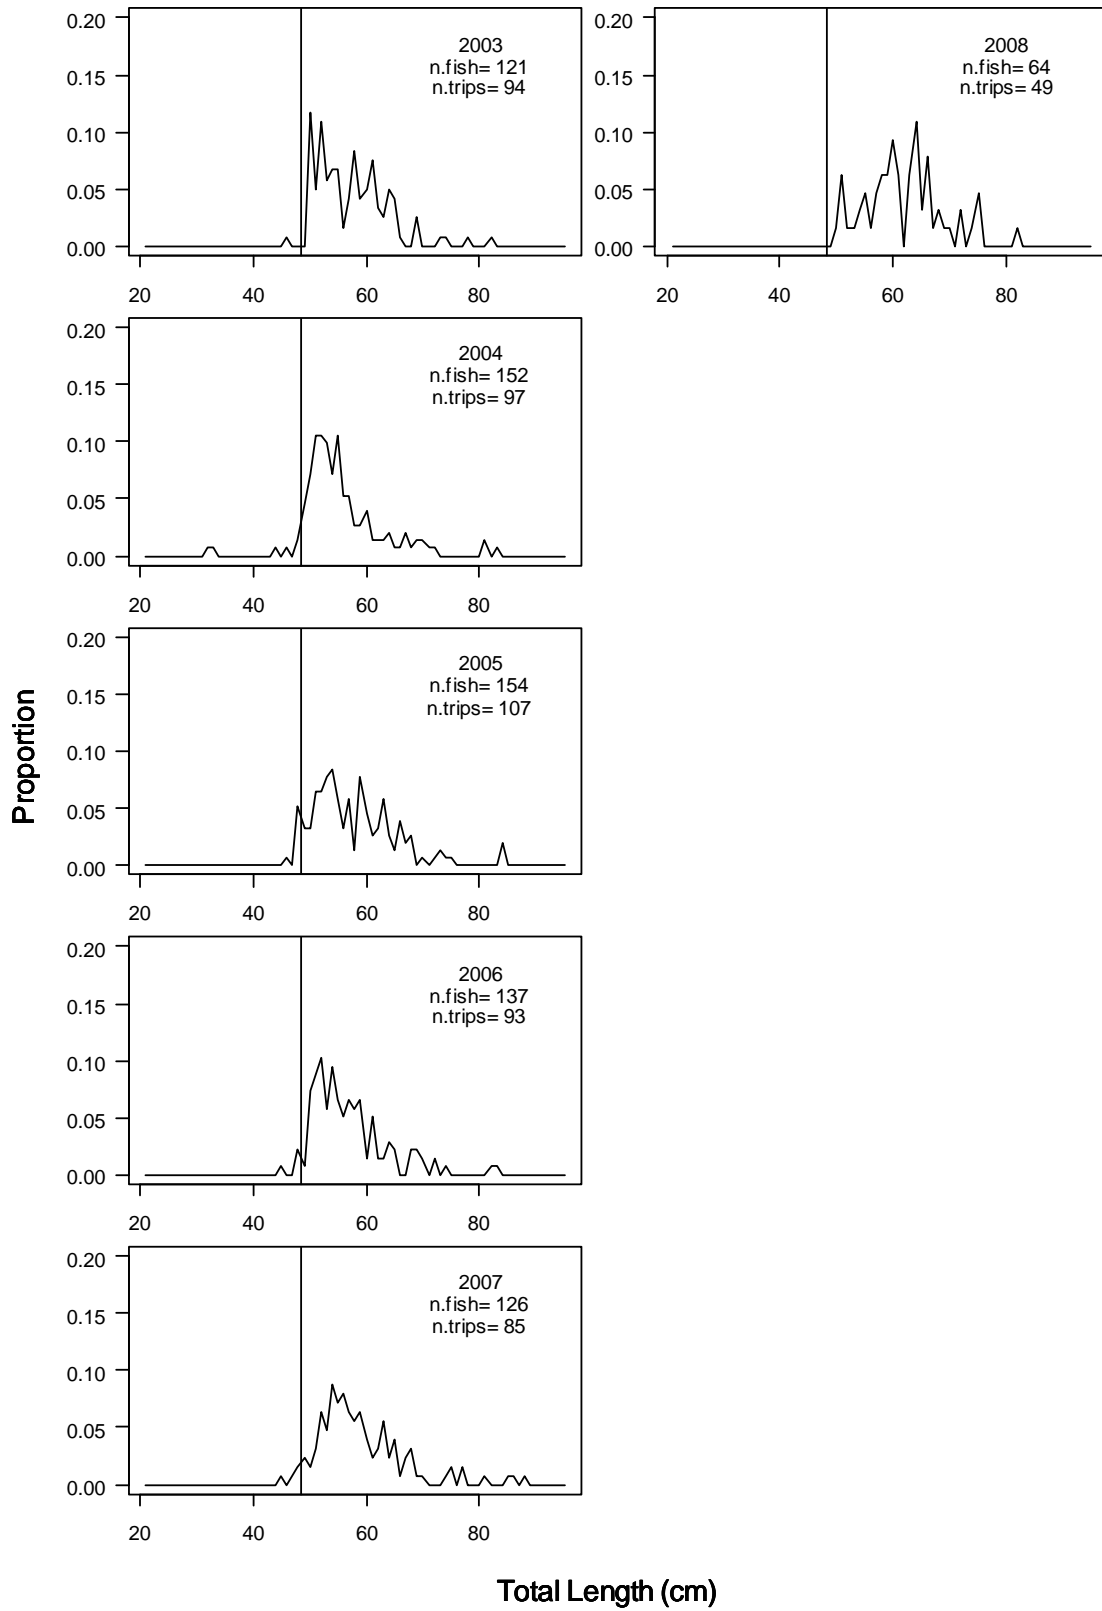 0.20
0.15
0.10
0.05
0.00
2003
n.fish= 121
n.trips= 94
20 40 60 80
0.20
0.15
0.10
0.05
0.00
2008
n.fish= 64
n.trips= 49
20 40 60 80
0.20
0.15
0.10
0.05
0.00
2004
n.fish= 152
n.trips= 97
20 40 60 80
0.20
0.15
0.10
0.05
0.00
2005
n.fish= 154
n.trips= 107
20 40 60 80
Proportion
0.20
0.15
0.10
0.05
0.00
2006
n.fish= 137
n.trips= 93
20 40 60 80
0.20
0.15
0.10
0.05
0.00
2007
n.fish= 126
n.trips= 85
20 40 60 80
Total Length (cm)